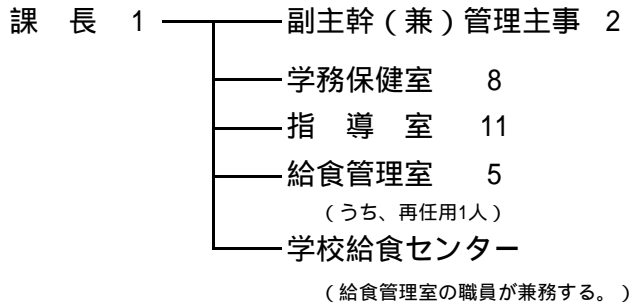 課　長　1　副主幹（兼）管理主事　2
学務保健室　8
指　導　室　11
給食管理室　5
（うち、再任用1人）
学校給食センター
（給食管理室の職員が兼務する。）